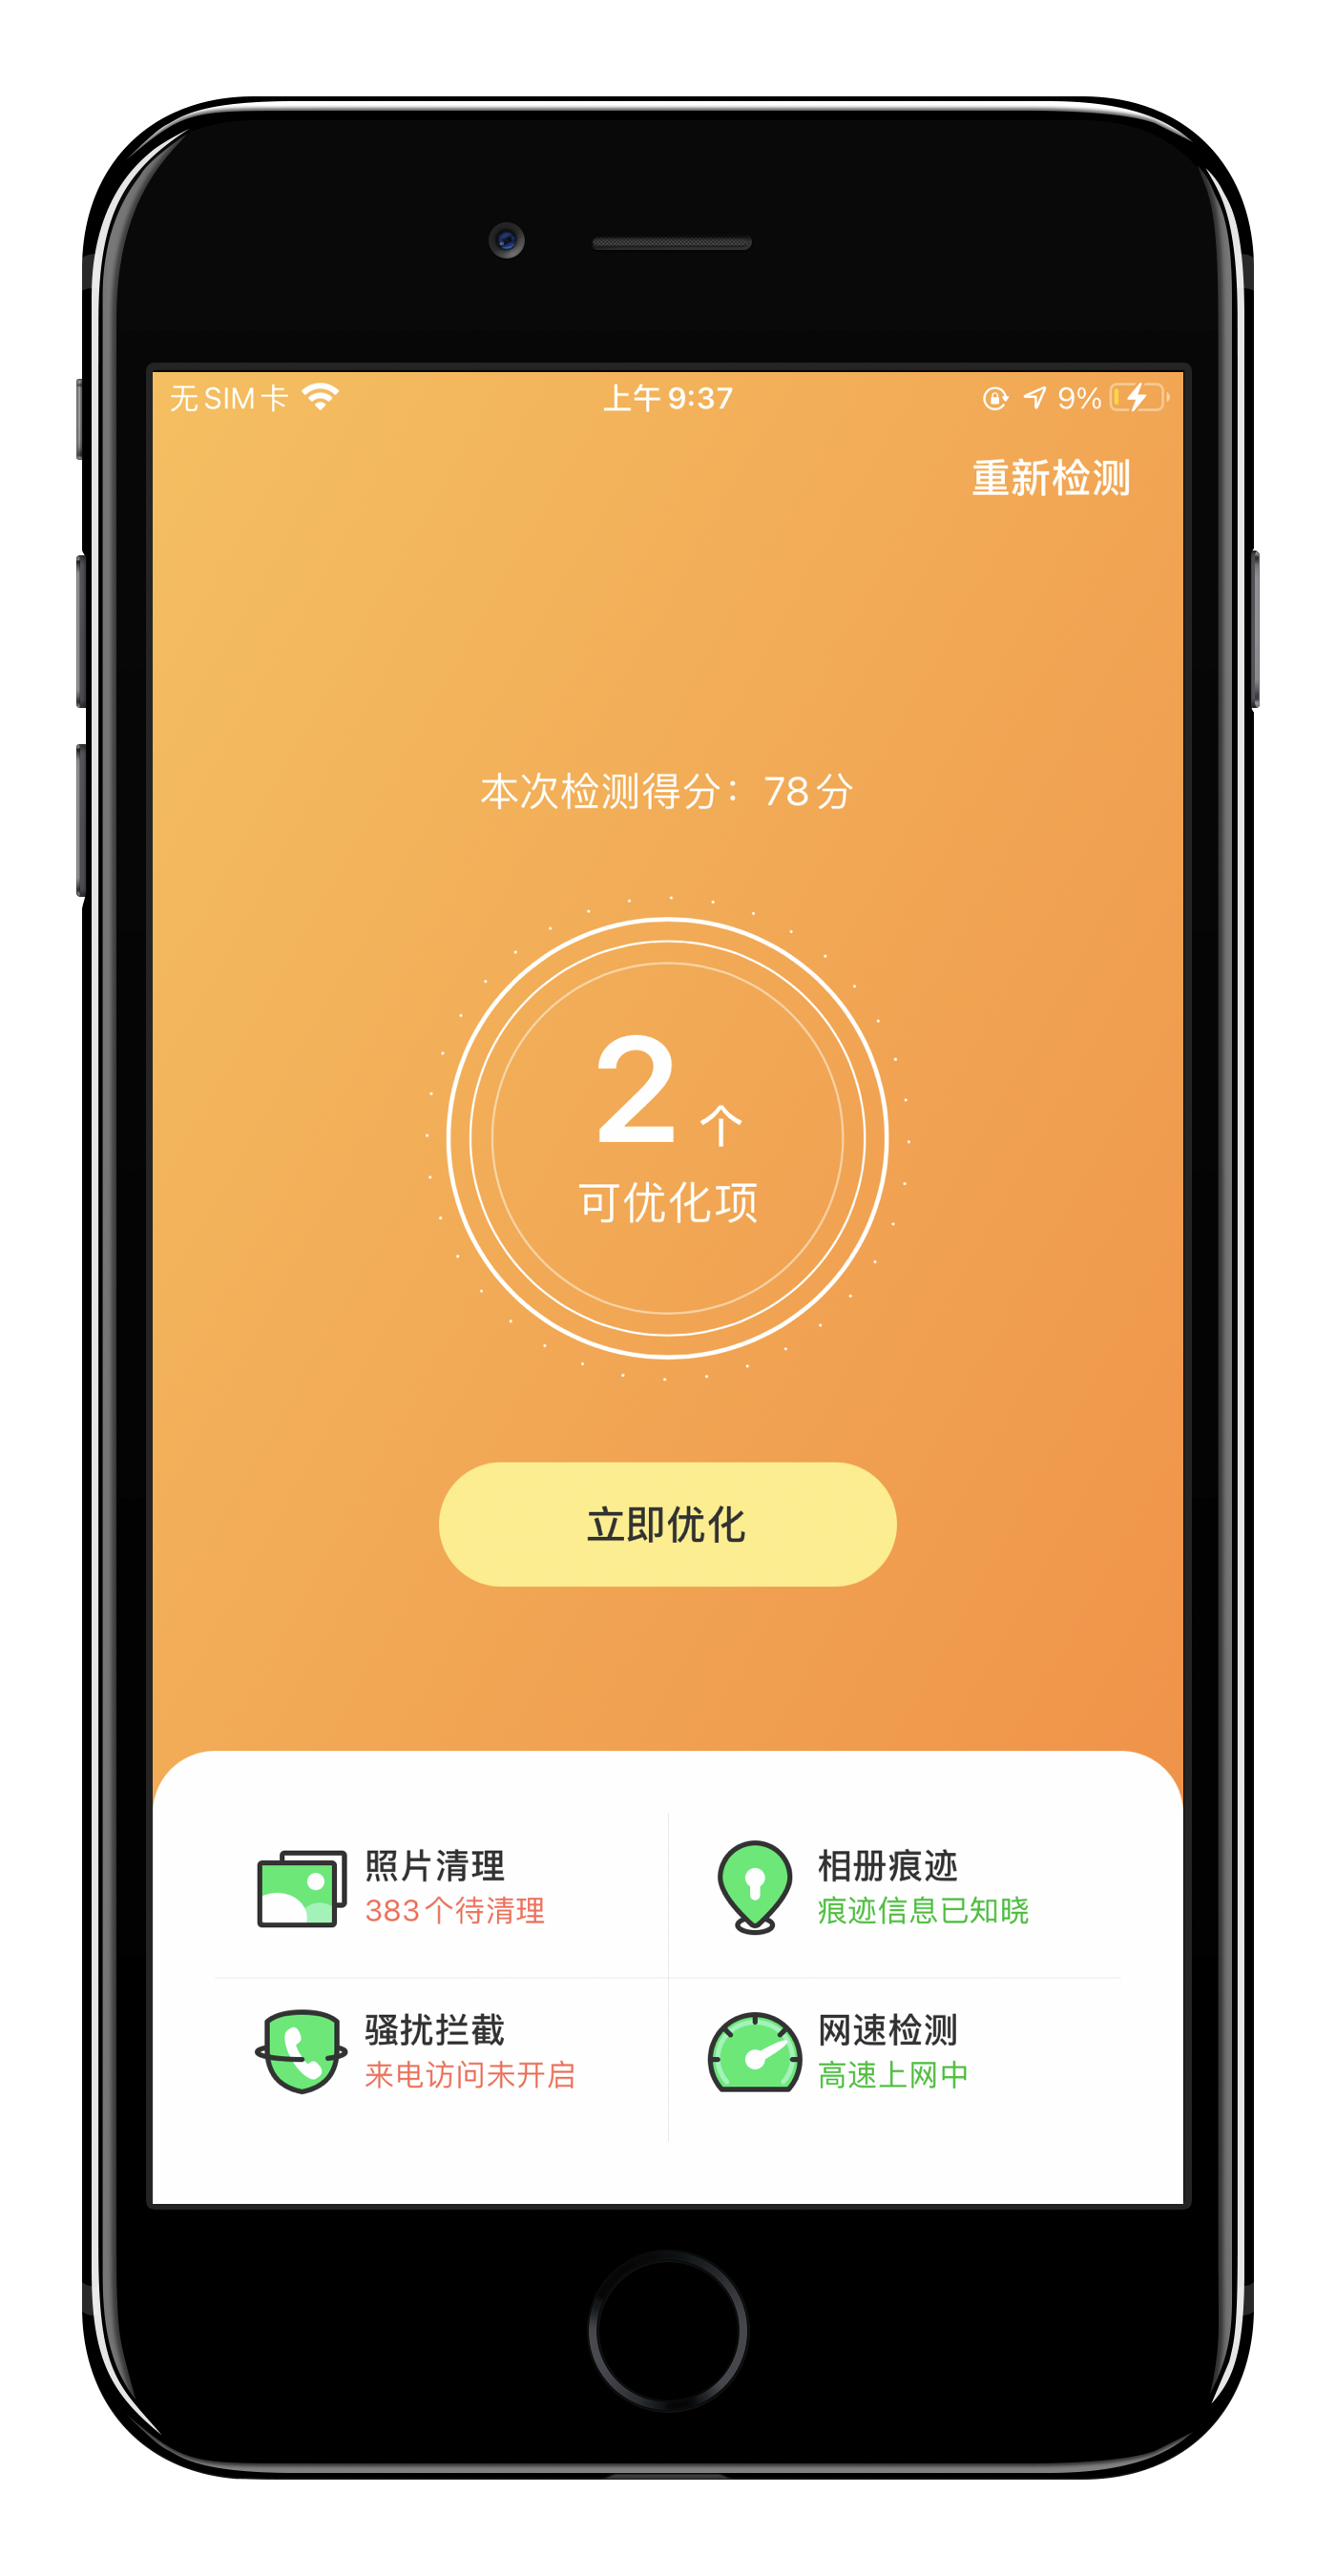 无 SIM 卡 上午 9:37 9%
重新检测
本次检测得分：78 分
2 个
可优化项
立即优化
照片清理 相册痕迹
383 个待清理 痕迹信息已知晓
骚扰拦截 网速检测
来电访问未开启 高速上网中